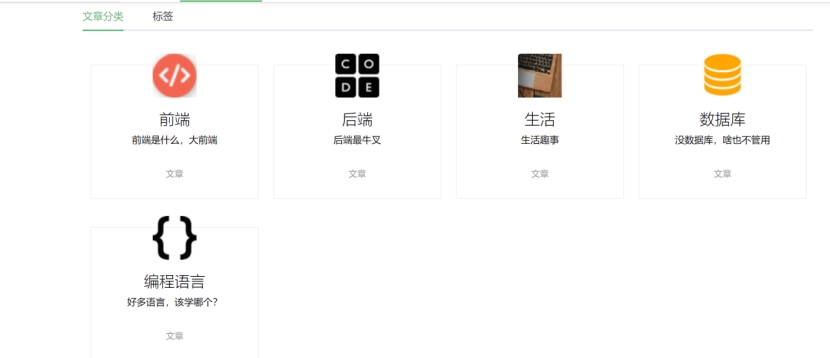 文章分类 标签
前端
前端是什么，大前端
文章
CODE
后端
后端最牛叉
文章
生活
生活趣事
文章
数据库
没数据库，啥也不管用
文章
编程语言
好多语言，该学哪个？
文章